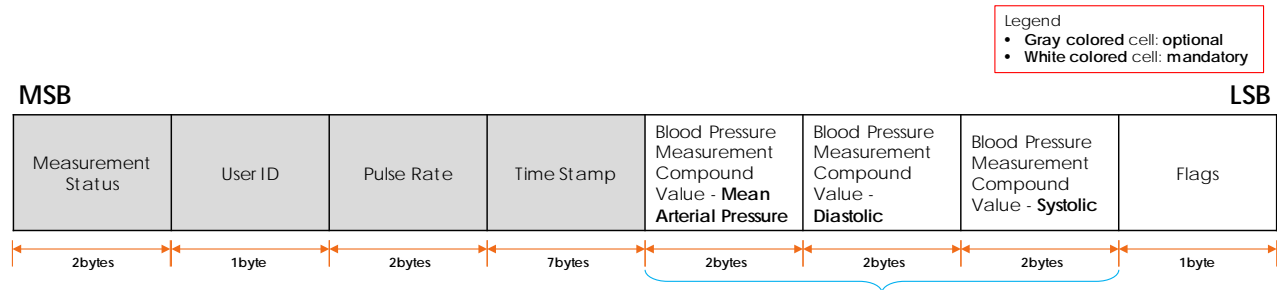 Legend
• Gray colored cell: optional
• White colored cell: mandatory
MSB
LSB
Measurement
Status
User ID
Pulse Rate
Time Stamp
Blood Pressure
Measurement
Compound
Value - Mean
Arterial Pressure
Blood Pressure
Measurement
Compound
Value -
Diastolic
Blood Pressure
Measurement
Compound
Value - Systolic
Flags
2bytes
1byte
2bytes
7bytes
2bytes
2bytes
2bytes
1byte